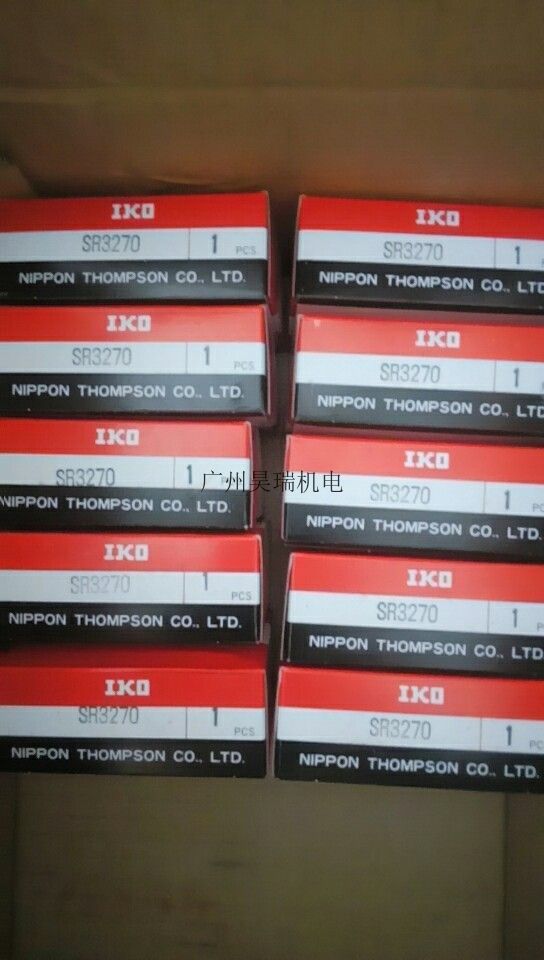 IKO
SR3270 1 PCS
NIPPON THOMPSON CO., LTD.
IKO
SR3270 1
NIPPON THOMPSON CO., LTD.
IKO
SR3270 1 PCS
NIPPON THOMPSON CO., LTD.
IKO
SR3270 1
NIPPON THOMPSON CO., LTD.
IKO
SR3270 1
NIPPON THOMPSON CO., LTD.
IKO
SR3270 1
NIPPON THOMPSON CO., LTD.
广州昊瑞机电
IKO
SR3270 1 PCS
NIPPON THOMPSON CO., LTD.
IKO
SR3270 1
NIPPON THOMPSON CO., LTD.
IKO
SR3270 1 PCS
NIPPON THOMPSON CO., LTD.
IKO
SR3270 1
NIPPON THOMPSON CO., LTD.